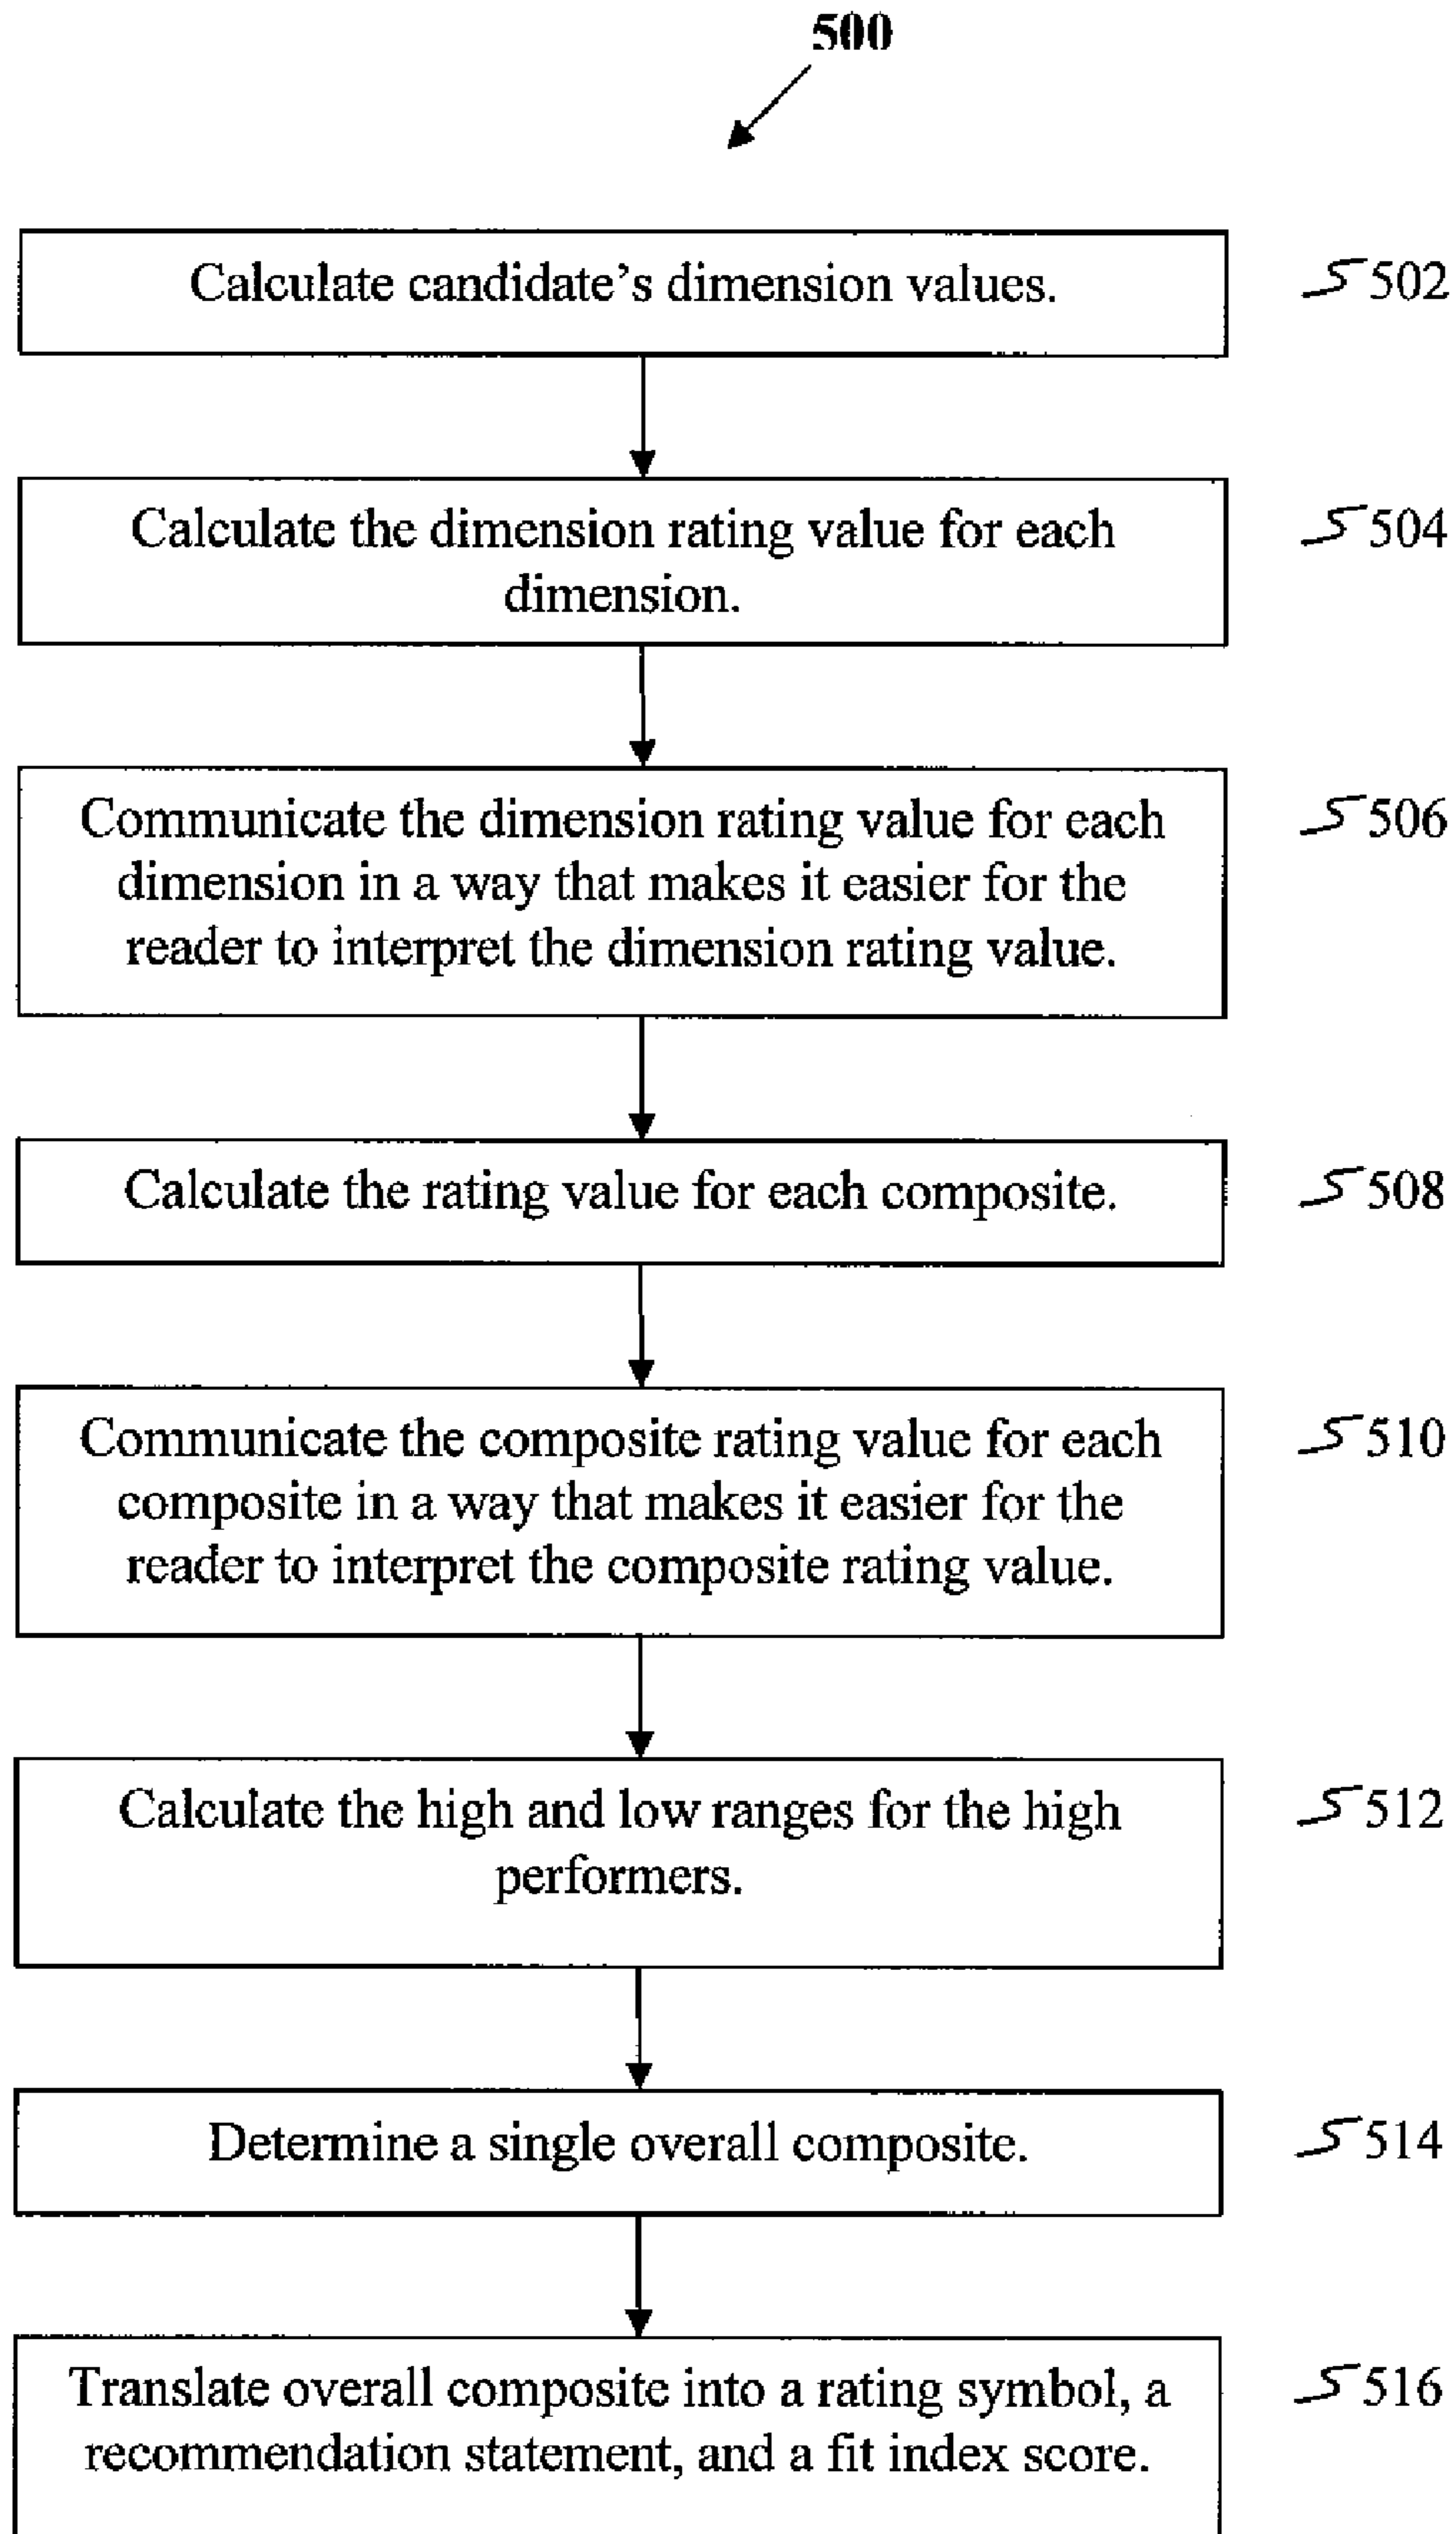 500
Calculate candidate's dimension values.
502
Calculate the dimension rating value for each
dimension.
504
Communicate the dimension rating value for each
dimension in a way that makes it easier for the
reader to interpret the dimension rating value.
506
Calculate the rating value for each composite.
508
Communicate the composite rating value for each
composite in a way that makes it easier for the
reader to interpret the composite rating value.
510
Calculate the high and low ranges for the high
performers.
512
Determine a single overall composite.
514
Translate overall composite into a rating symbol, a
recommendation statement, and a fit index score.
516